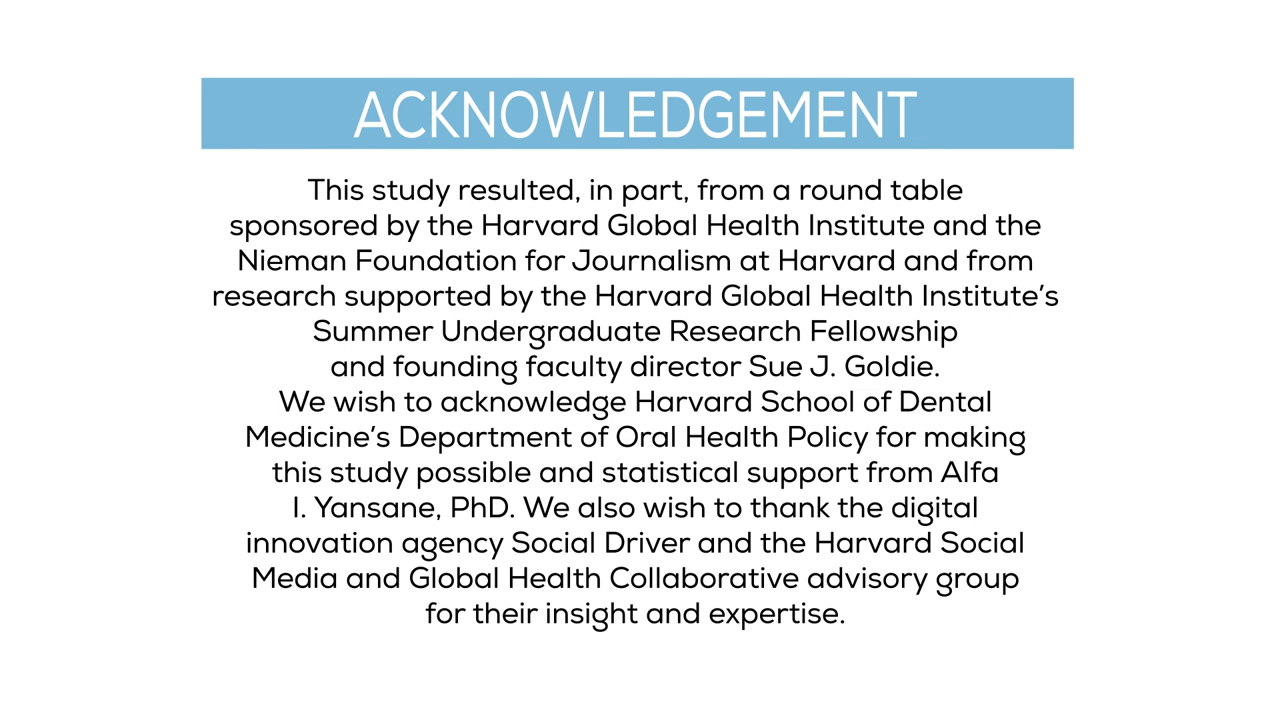 ACKNOWLEDGEMENT
This study resulted, in part, from a round table
sponsored by the Harvard Global Health Institute and the
Nieman Foundation for Journalism at Harvard and from
research supported by the Harvard Global Health Institute’s
Summer Undergraduate Research Fellowship
and founding faculty director Sue J. Goldie.
We wish to acknowledge Harvard School of Dental
Medicine’s Department of Oral Health Policy for making
this study possible and statistical support from Alfa
I. Yansane, PhD. We also wish to thank the digital
innovation agency Social Driver and the Harvard Social
Media and Global Health Collaborative advisory group
for their insight and expertise.